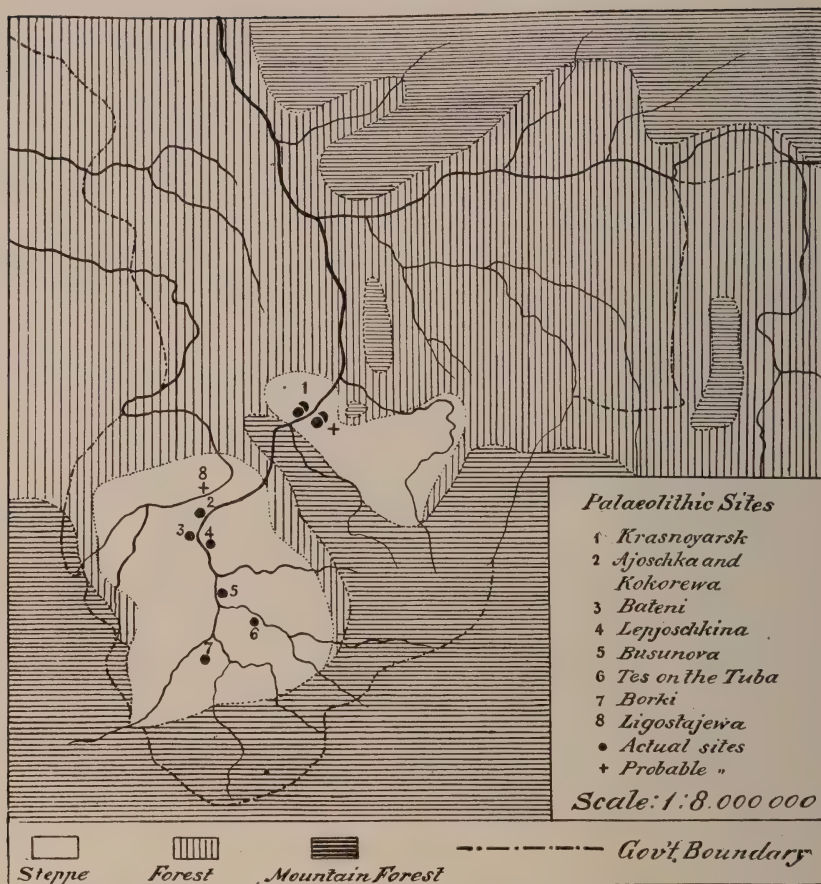 1
8
2
3
4
5
6
7
Palaeolithic Sites
1 Krasnoyarsk
2 Ajoschka and
Kokorewa
3 Bateni
4 Lepjoschkina
5 Busunova
6 Tes on the Tuba
7 Borki
8 Ligostajewa
• Actual sites
+ Probable „
Scale: 1:8.000 000
Steppe Forest Mountain Forest Gov't. Boundary